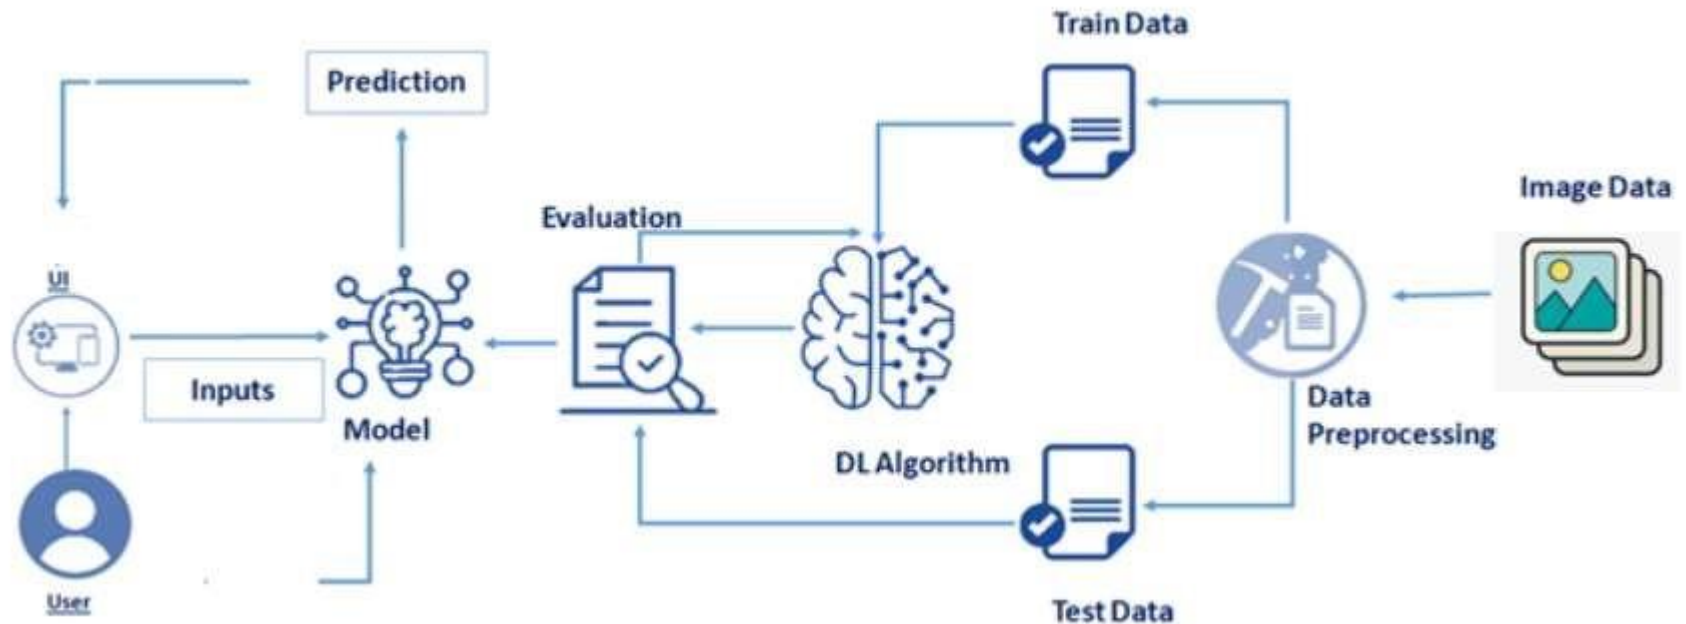 Train Data
Prediction
Image Data
Evaluation
UI
Inputs
Data
Preprocessing
Model
DL Algorithm
User
Test Data